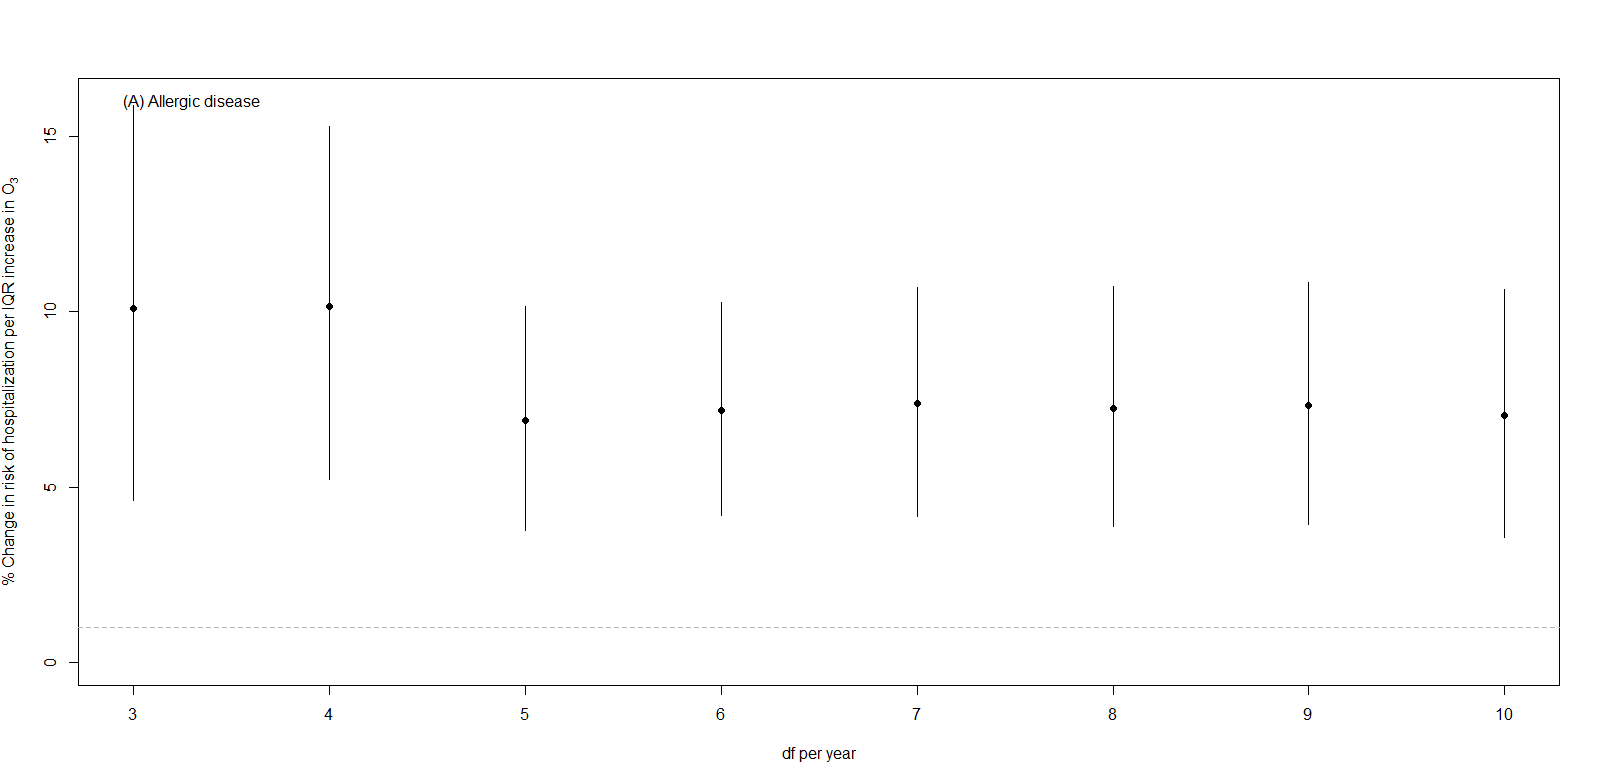 (A) Allergic disease
% Change in risk of hospitalization per IQR increase in O₃
15
10
5
0
3 4 5 6 7 8 9 10
df per year